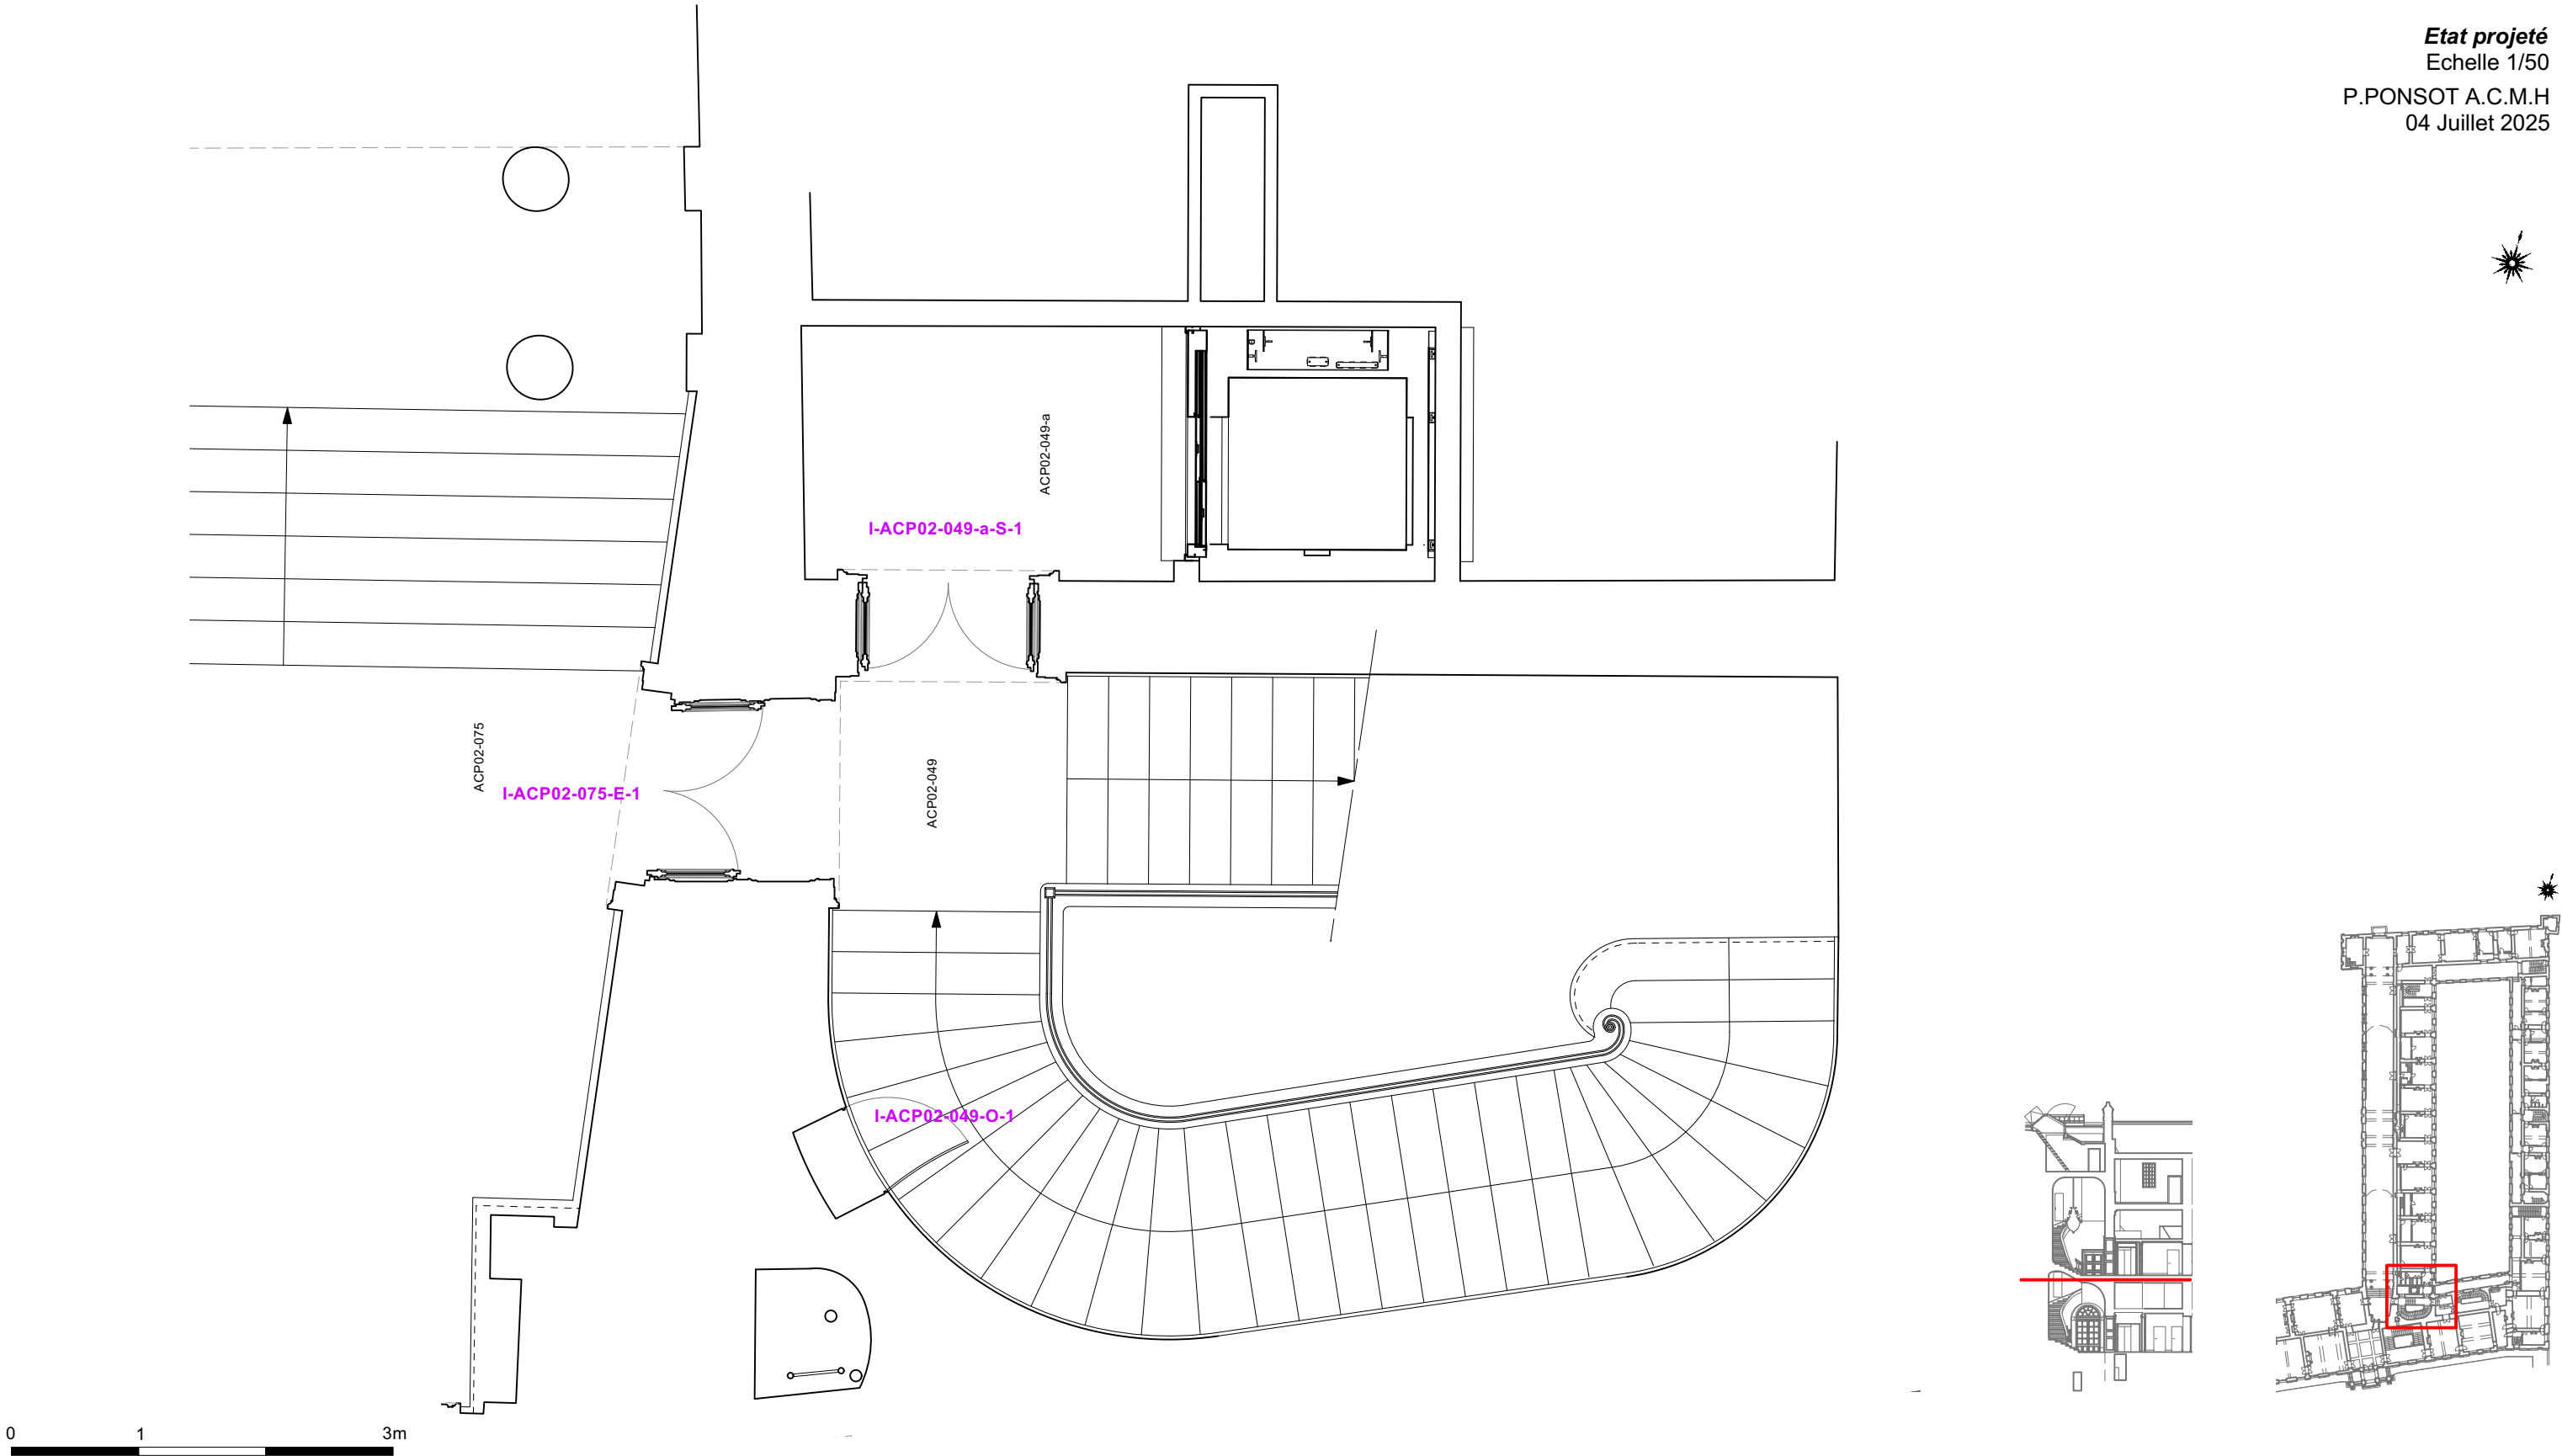 Etat projeté
Echelle 1/50
P.PONSOT A.C.M.H
04 Juillet 2025
ACP02-049-a
I-ACP02-049-a-S-1
ACP02-075
I-ACP02-075-E-1
ACP02-049
I-ACP02-049-O-1
0 1 3m